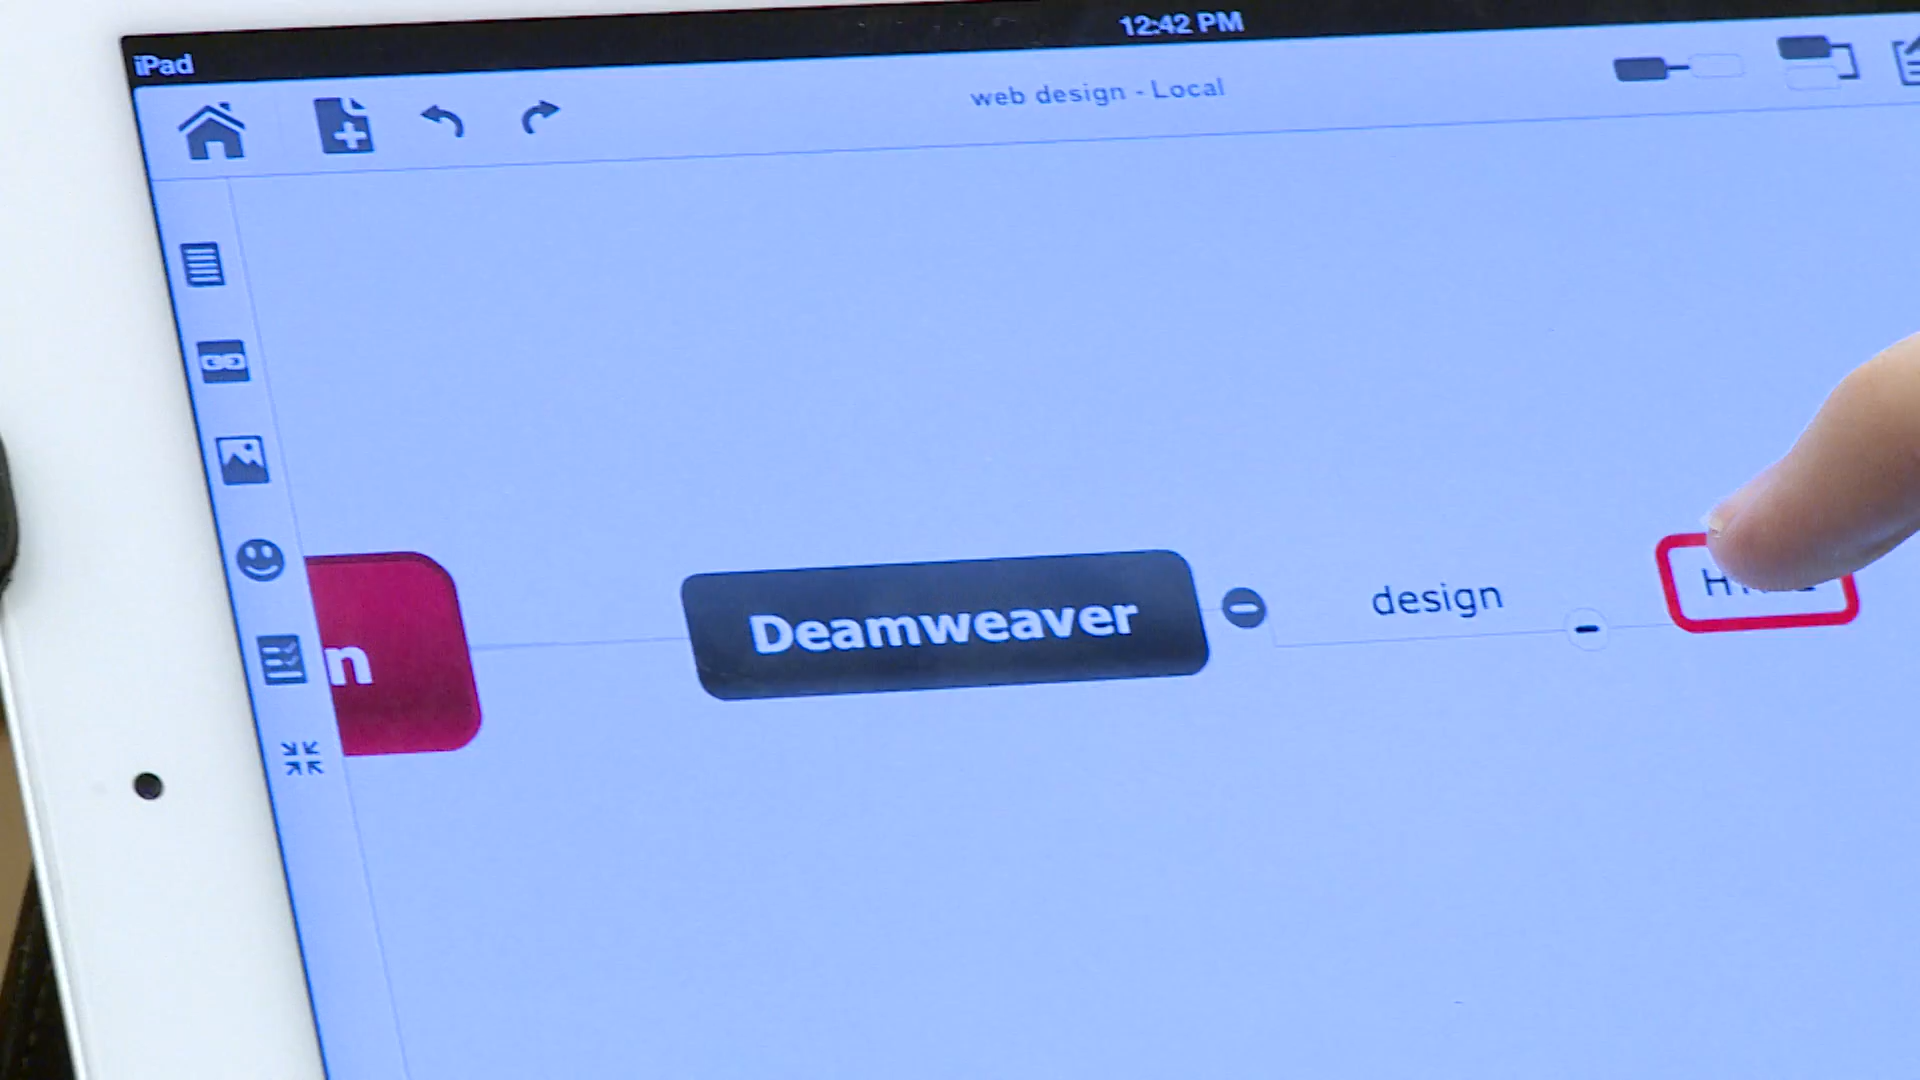 iPad
12:42 PM
web design - Local
n
Deamweaver
design